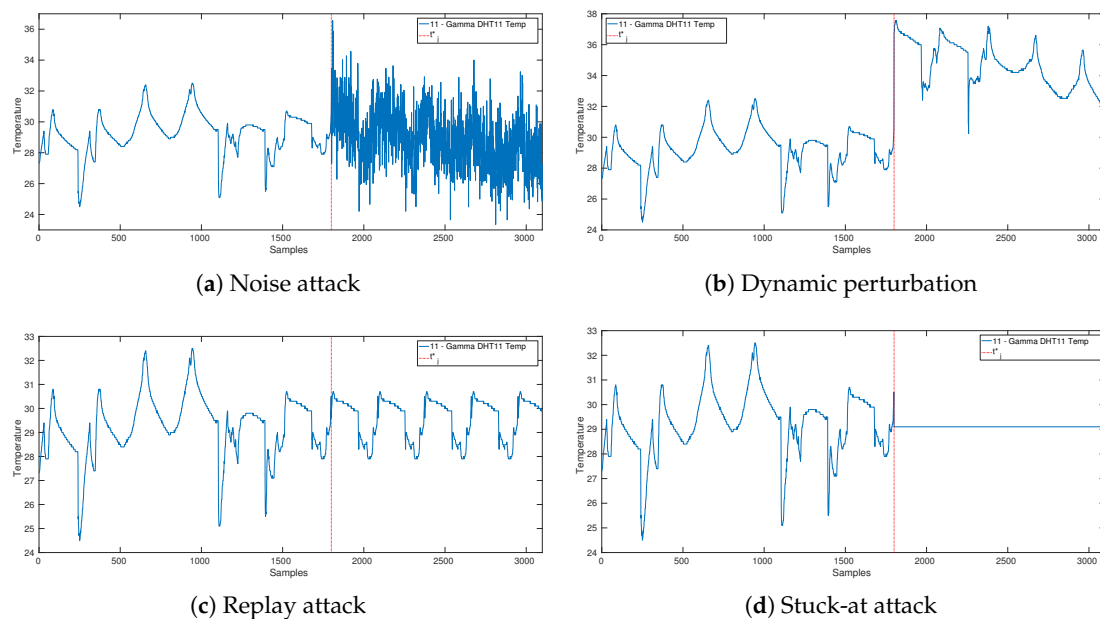 37
36
34
32
30
28
26
24
23
Temperature
0 500 1000 1500 2000 2500 3000
Samples
11 - Gamma DHT11 Temp
t*j
(a) Noise attack
38
36
34
32
30
28
26
24
Temperature
0 500 1000 1500 2000 2500 3000
Samples
11 - Gamma DHT11 Temp
t*j
(b) Dynamic perturbation
33
32
31
30
29
28
27
26
25
24
Temperature
0 500 1000 1500 2000 2500 3000
Samples
11 - Gamma DHT11 Temp
t*j
(c) Replay attack
33
32
31
30
29
28
27
26
25
24
Temperature
0 500 1000 1500 2000 2500 3000
Samples
11 - Gamma DHT11 Temp
t*j
(d) Stuck-at attack